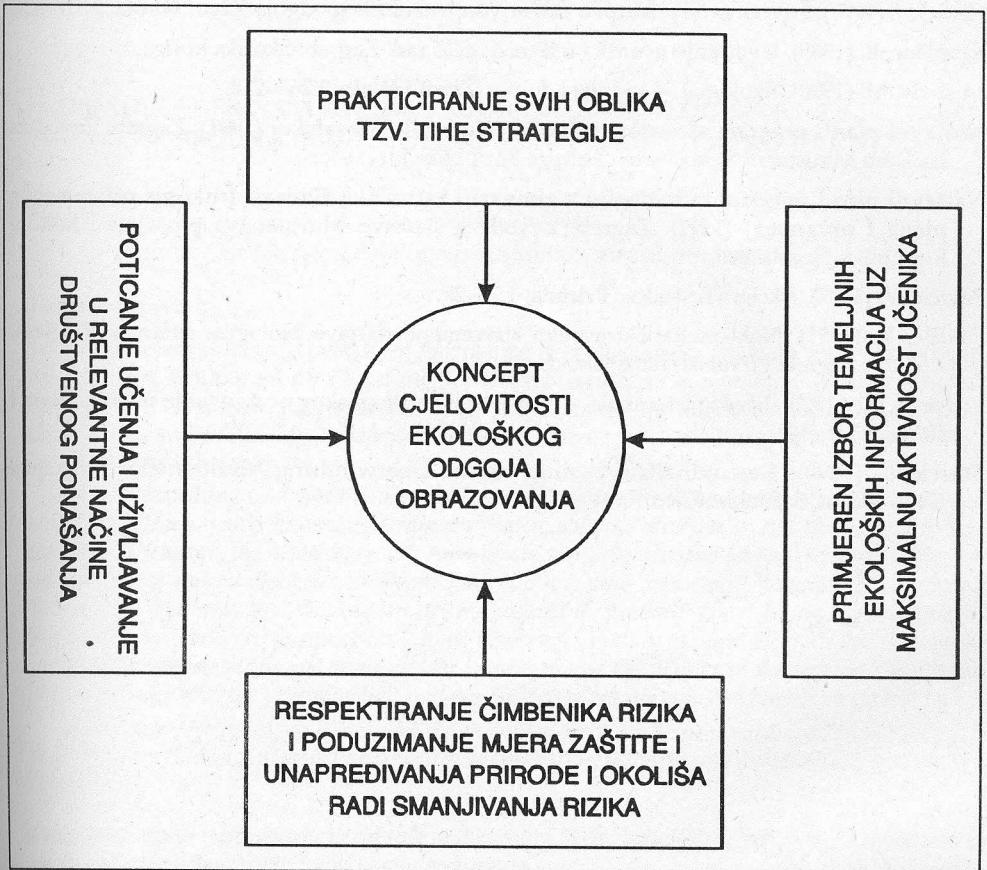 PRAKTICIRANJE SVIH OBLIKA
TZV. TIHE STRATEGIJE
POTICANJE UČENJA I UŽIVLJAVANJE
U RELEVANTNE NAČINE
DRUŠTVENOG PONAŠANJA
KONCEPT
CJELOVITOSTI
EKOLOŠKOG
ODGOJA I
OBRAZOVANJA
PRIMJEREN IZBOR TEMELJNIH
EKOLOŠKIH INFORMACIJA UZ
MAKSIMALNU AKTIVNOST UČENIKA
RESPEKTIRANJE ČIMBENIKA RIZIKA
I PODUZIMANJE MJERA ZAŠTITE I
UNAPREĐIVANJA PRIRODE I OKOLIŠA
RADI SMANJIVANJA RIZIKA